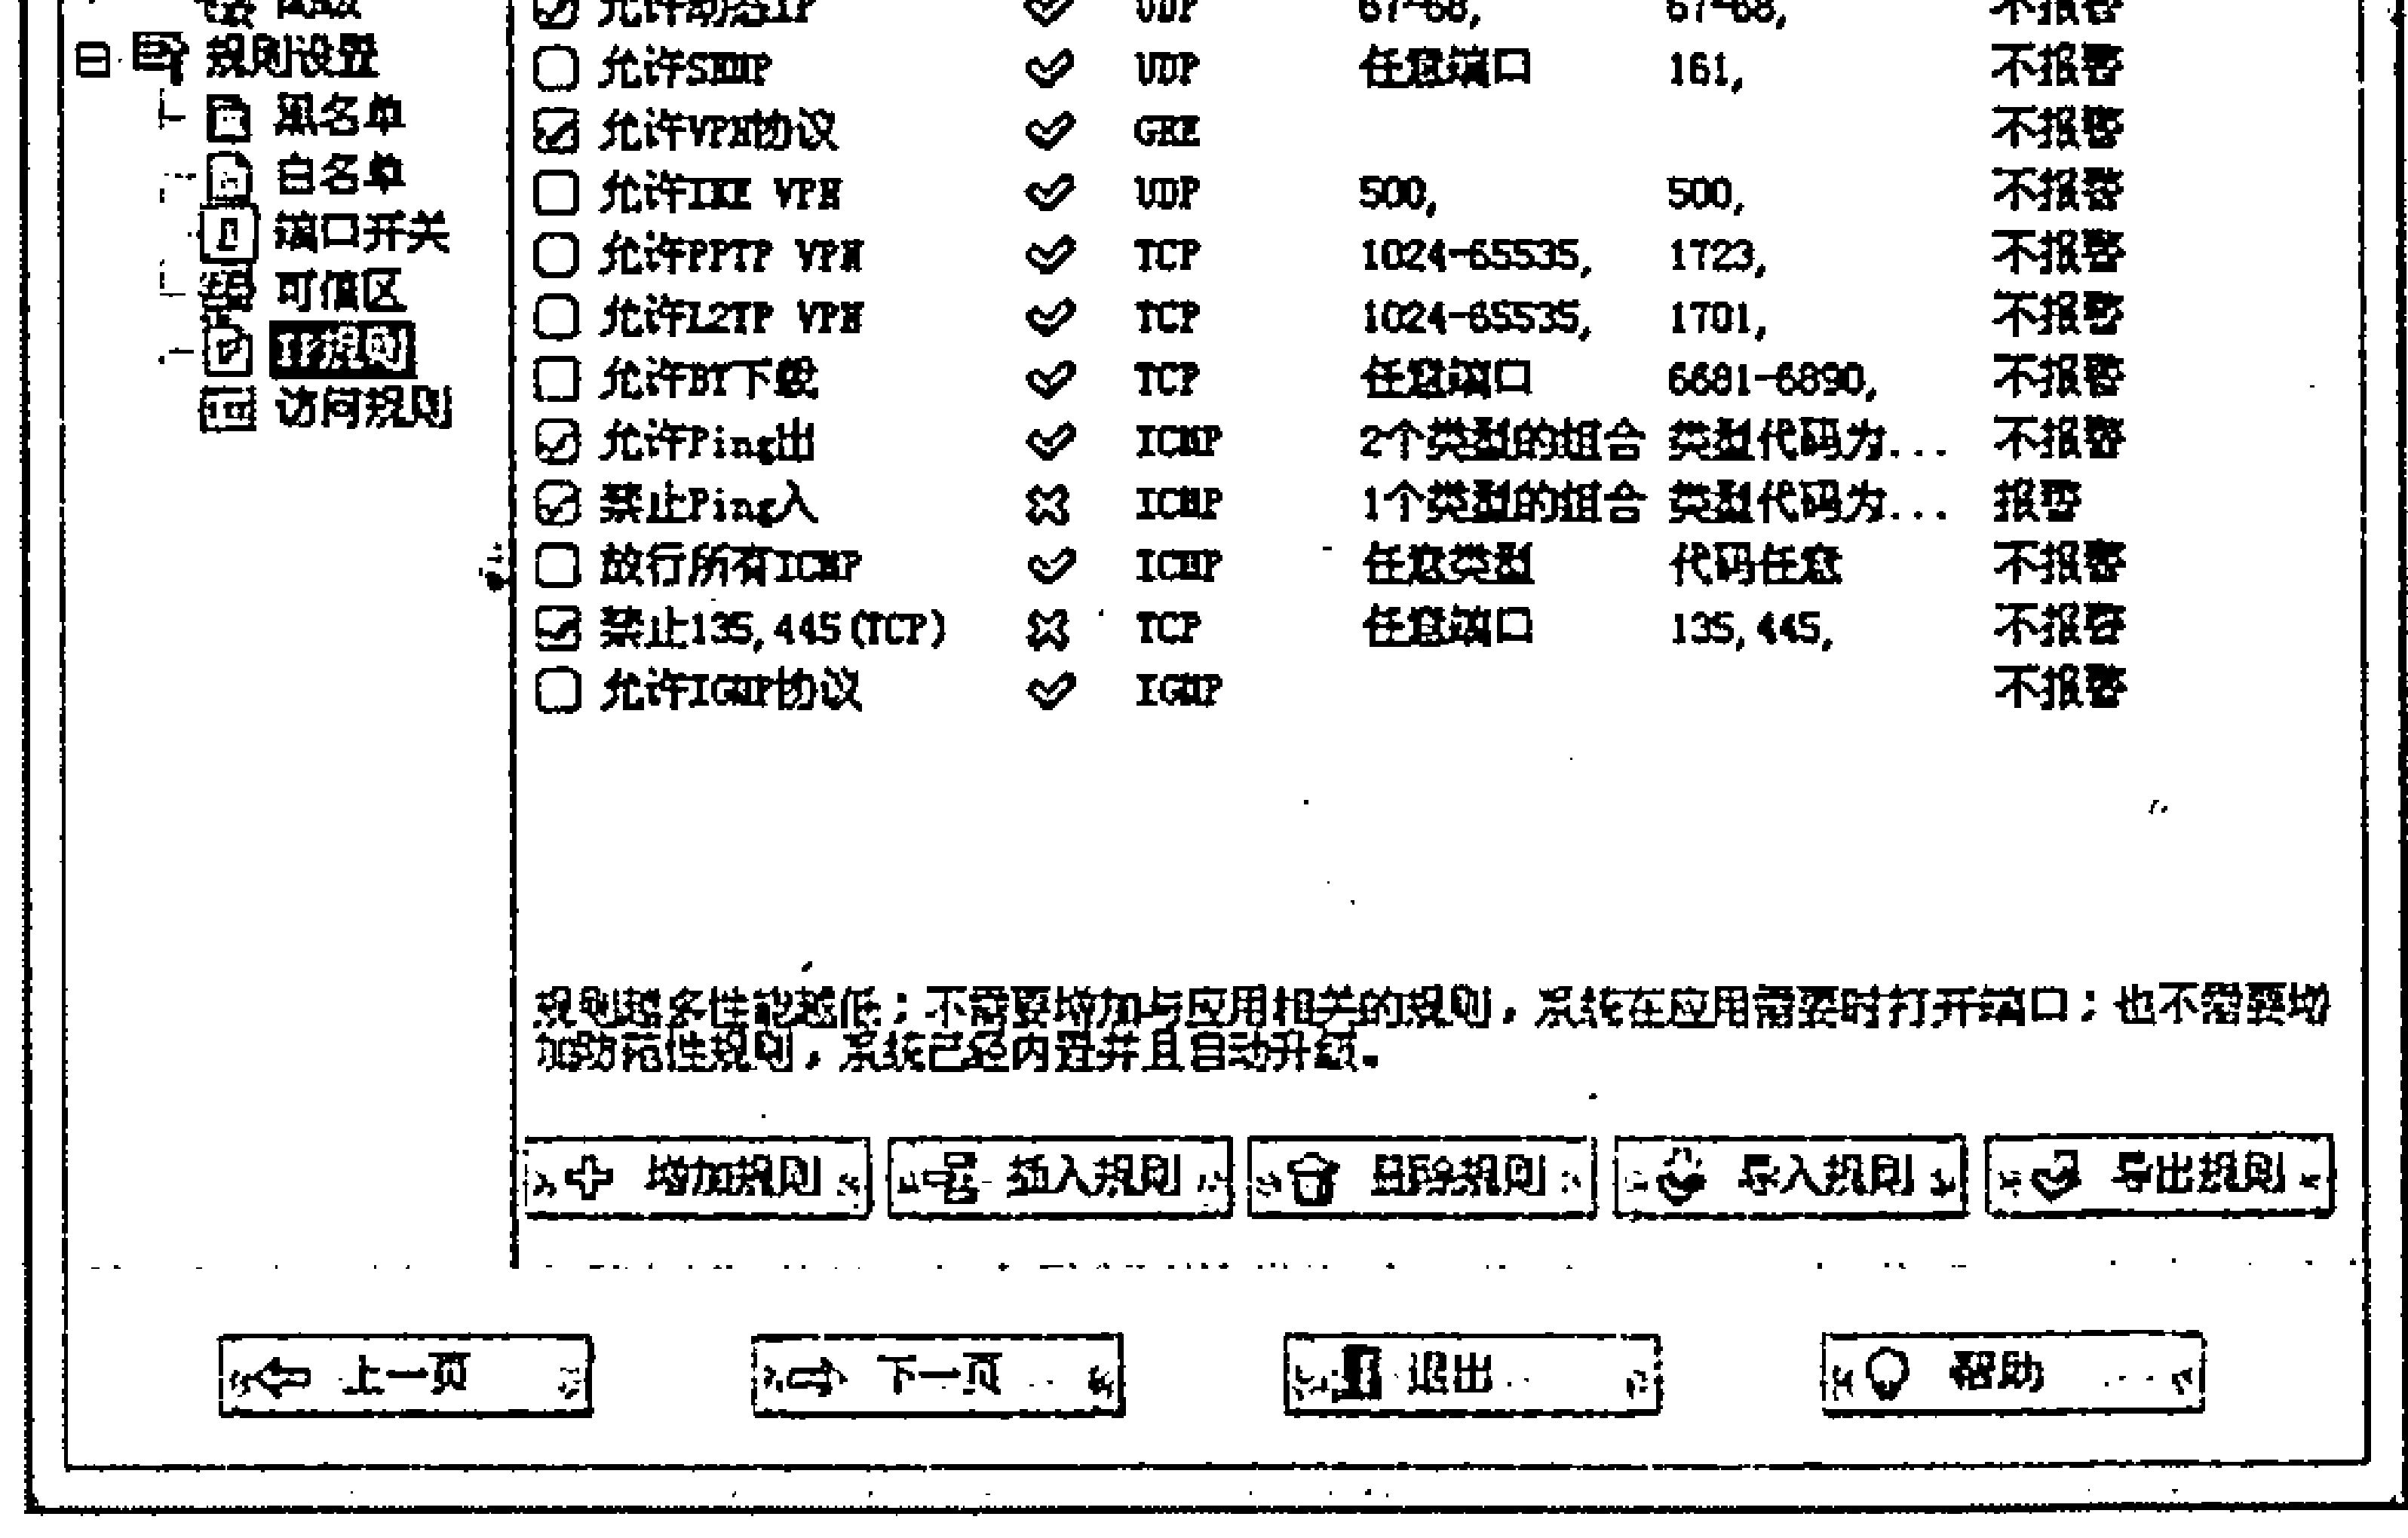 允许动态IP UDP 67-68, 67-68, 不报警
规则设置
允许SNMP UDP 任意端口 161, 不报警
黑名单
允许VPN协议 GRE 不报警
白名单
允许IKE VPN UDP 500, 500, 不报警
端口开关
允许PPTP VPN TCP 1024-65535, 1723, 不报警
可信区
允许L2TP VPN TCP 1024-65535, 1701, 不报警
IP规则
允许BT下载 TCP 任意端口 6881-6890, 不报警
访问规则
允许Ping出 ICMP 2个类型的组合 类型代码为... 不报警
禁止Ping入 ICMP 1个类型的组合 类型代码为... 报警
放行所有ICMP ICMP 任意类型 代码任意 不报警
禁止135,445(TCP) TCP 任意端口 135,445, 不报警
允许IGMP协议 IGMP 不报警
规则越多性能越低；不需要增加与应用相关的规则，系统在应用需要时打开端口；也不需要增
加防范性规则，系统已经内建并且自动升级。
增加规则 插入规则 删除规则 导入规则 导出规则
上一页 下一页 退出 帮助